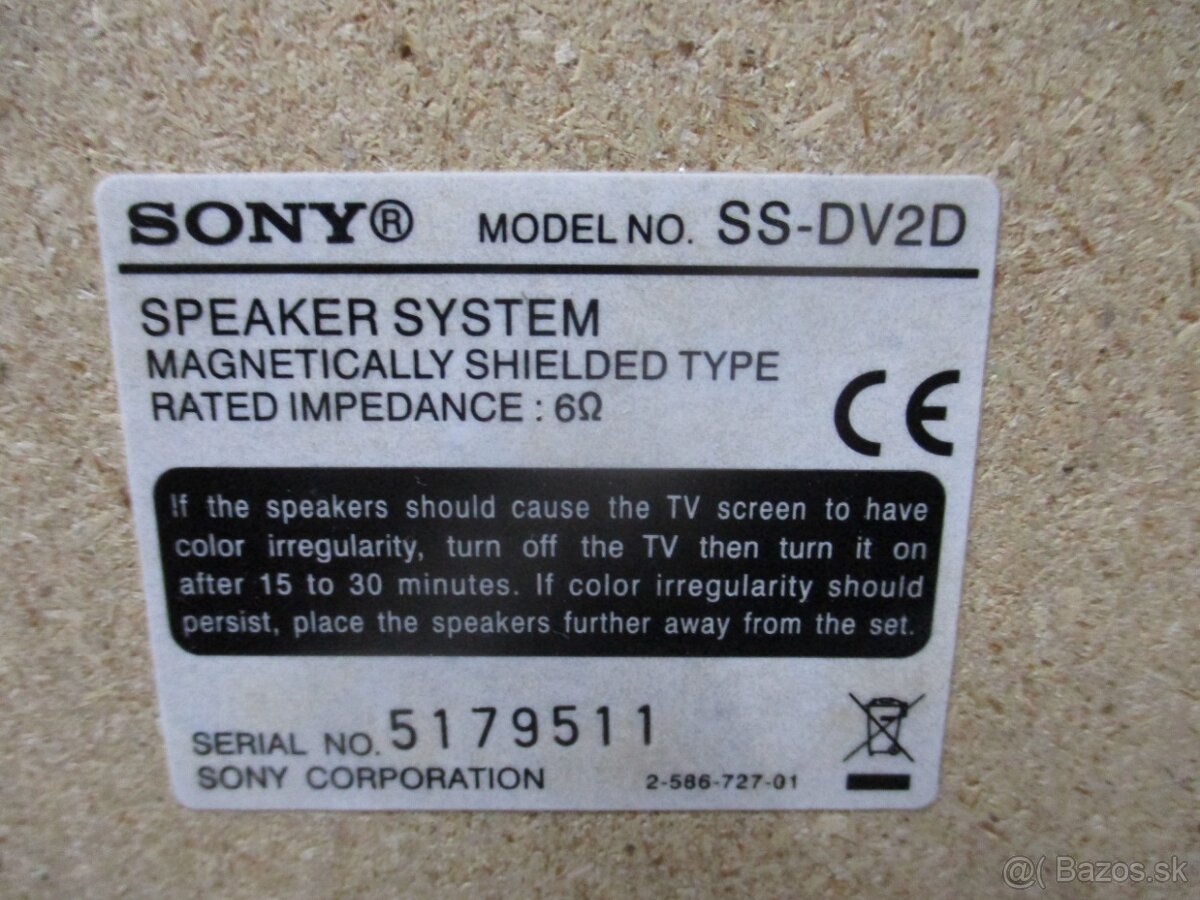 SONY® MODEL NO. SS-DV2D
SPEAKER SYSTEM
MAGNETICALLY SHIELDED TYPE
RATED IMPEDANCE : 6Ω
CE
If the speakers should cause the TV screen to have
color irregularity, turn off the TV then turn it on
after 15 to 30 minutes. If color irregularity should
persist, place the speakers further away from the set.
SERIAL NO. 5179511
SONY CORPORATION 2-586-727-01
@( Bazos.sk